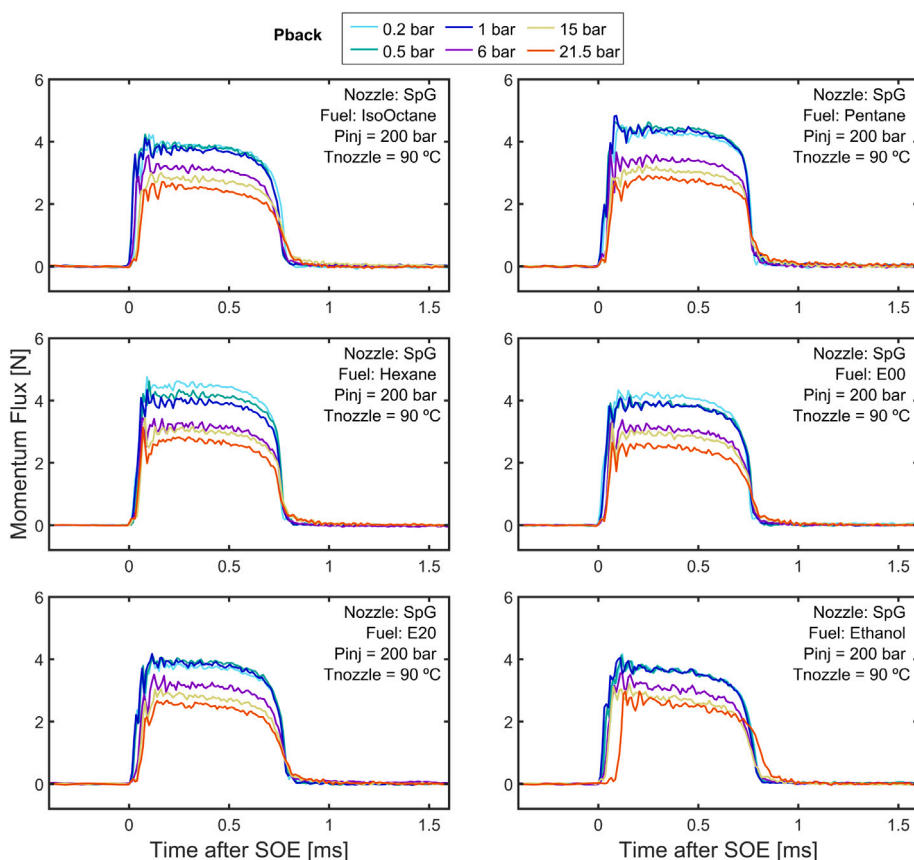 Pback
0.2 bar 1 bar 15 bar
0.5 bar 6 bar 21.5 bar
6
4
2
0
0 0.5 1 1.5
Nozzle: SpG
Fuel: IsoOctane
Pinj = 200 bar
Tnozzle = 90 ºC
6
4
2
0
0 0.5 1 1.5
Nozzle: SpG
Fuel: Pentane
Pinj = 200 bar
Tnozzle = 90 ºC
Momentum Flux [N]
6
4
2
0
0 0.5 1 1.5
Nozzle: SpG
Fuel: Hexane
Pinj = 200 bar
Tnozzle = 90 ºC
6
4
2
0
0 0.5 1 1.5
Nozzle: SpG
Fuel: E00
Pinj = 200 bar
Tnozzle = 90 ºC
6
4
2
0
0 0.5 1 1.5
Nozzle: SpG
Fuel: E20
Pinj = 200 bar
Tnozzle = 90 ºC
Time after SOE [ms]
6
4
2
0
0 0.5 1 1.5
Nozzle: SpG
Fuel: Ethanol
Pinj = 200 bar
Tnozzle = 90 ºC
Time after SOE [ms]